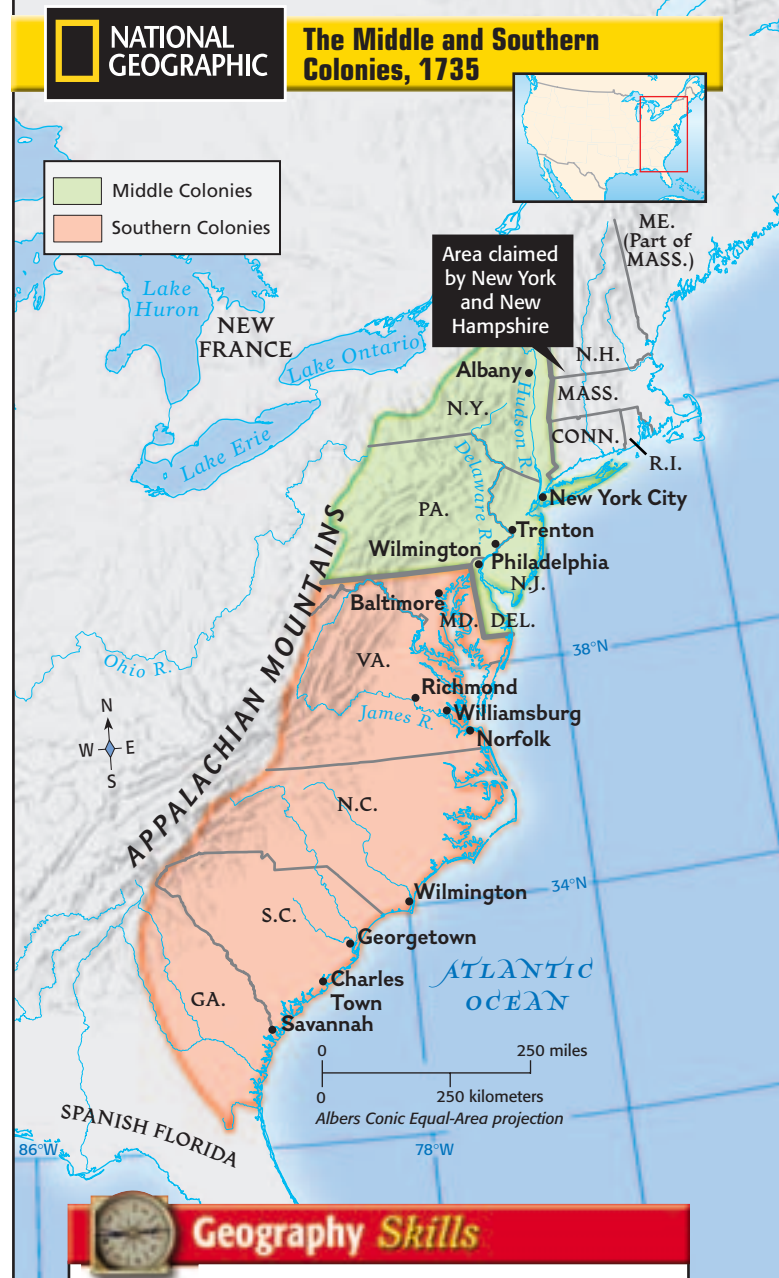 NATIONAL
GEOGRAPHIC
The Middle and Southern
Colonies, 1735
Middle Colonies
Southern Colonies
ME.
(Part of
MASS.)
Area claimed
by New York
and New
Hampshire
Lake
Huron
NEW
FRANCE
Lake Ontario
N.H.
Albany
MASS.
N.Y.
Hudson R.
CONN.
R.I.
Lake Erie
Delaware R.
New York City
PA.
Trenton
Wilmington
Philadelphia
N.J.
APPALACHIAN MOUNTAINS
Baltimore
MD.
DEL.
38°N
VA.
Ohio R.
Richmond
James R.
Williamsburg
Norfolk
N
W
E
S
N.C.
34°N
Wilmington
S.C.
Georgetown
ATLANTIC
OCEAN
Charles
Town
GA.
Savannah
0
250 miles
0
250 kilometers
Albers Conic Equal-Area projection
SPANISH FLORIDA
86°W
78°W
Geography Skills